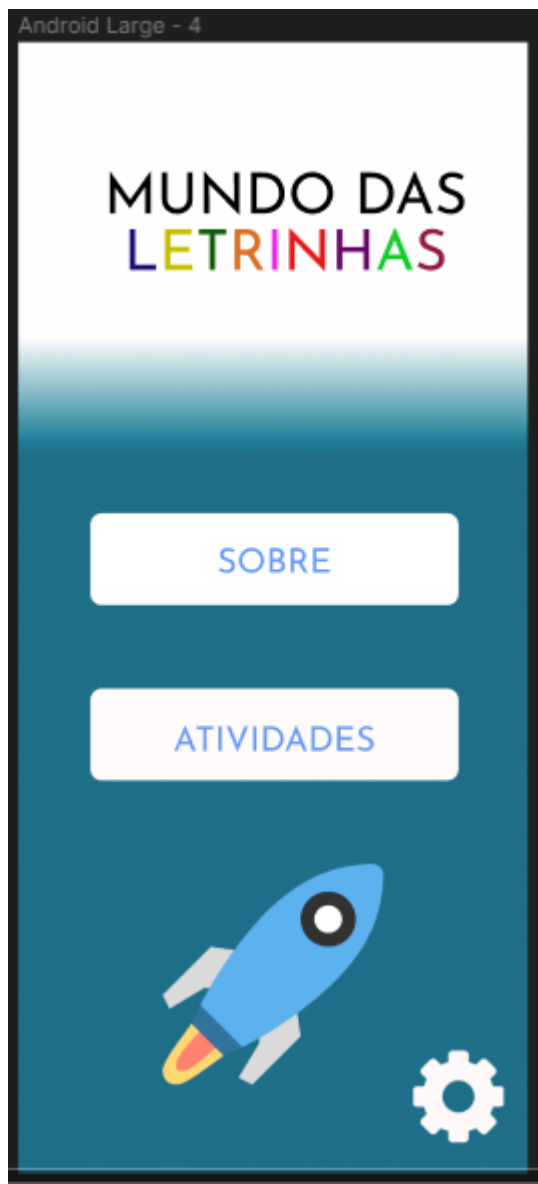 Android Large - 4
MUNDO DAS
LETRINHAS
SOBRE
ATIVIDADES